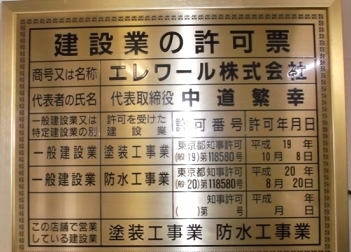 建設業の許可票
商号又は名称 エレワール株式会社
代表者の氏名 代表取締役 中道繁幸
一般建設業又は特定建設業の別 許可を受けた建設業 許可番号 許可年月日
一般建設業 塗装工事業 東京都知事許可(般19)第118580号 平成19年10月8日
一般建設業 防水工事業 東京都知事許可(般20)第118580号 平成20年8月20日
知事許可( )第 号 平成 年 月 日
この店舗で営業している建設業 塗装工事業 防水工事業